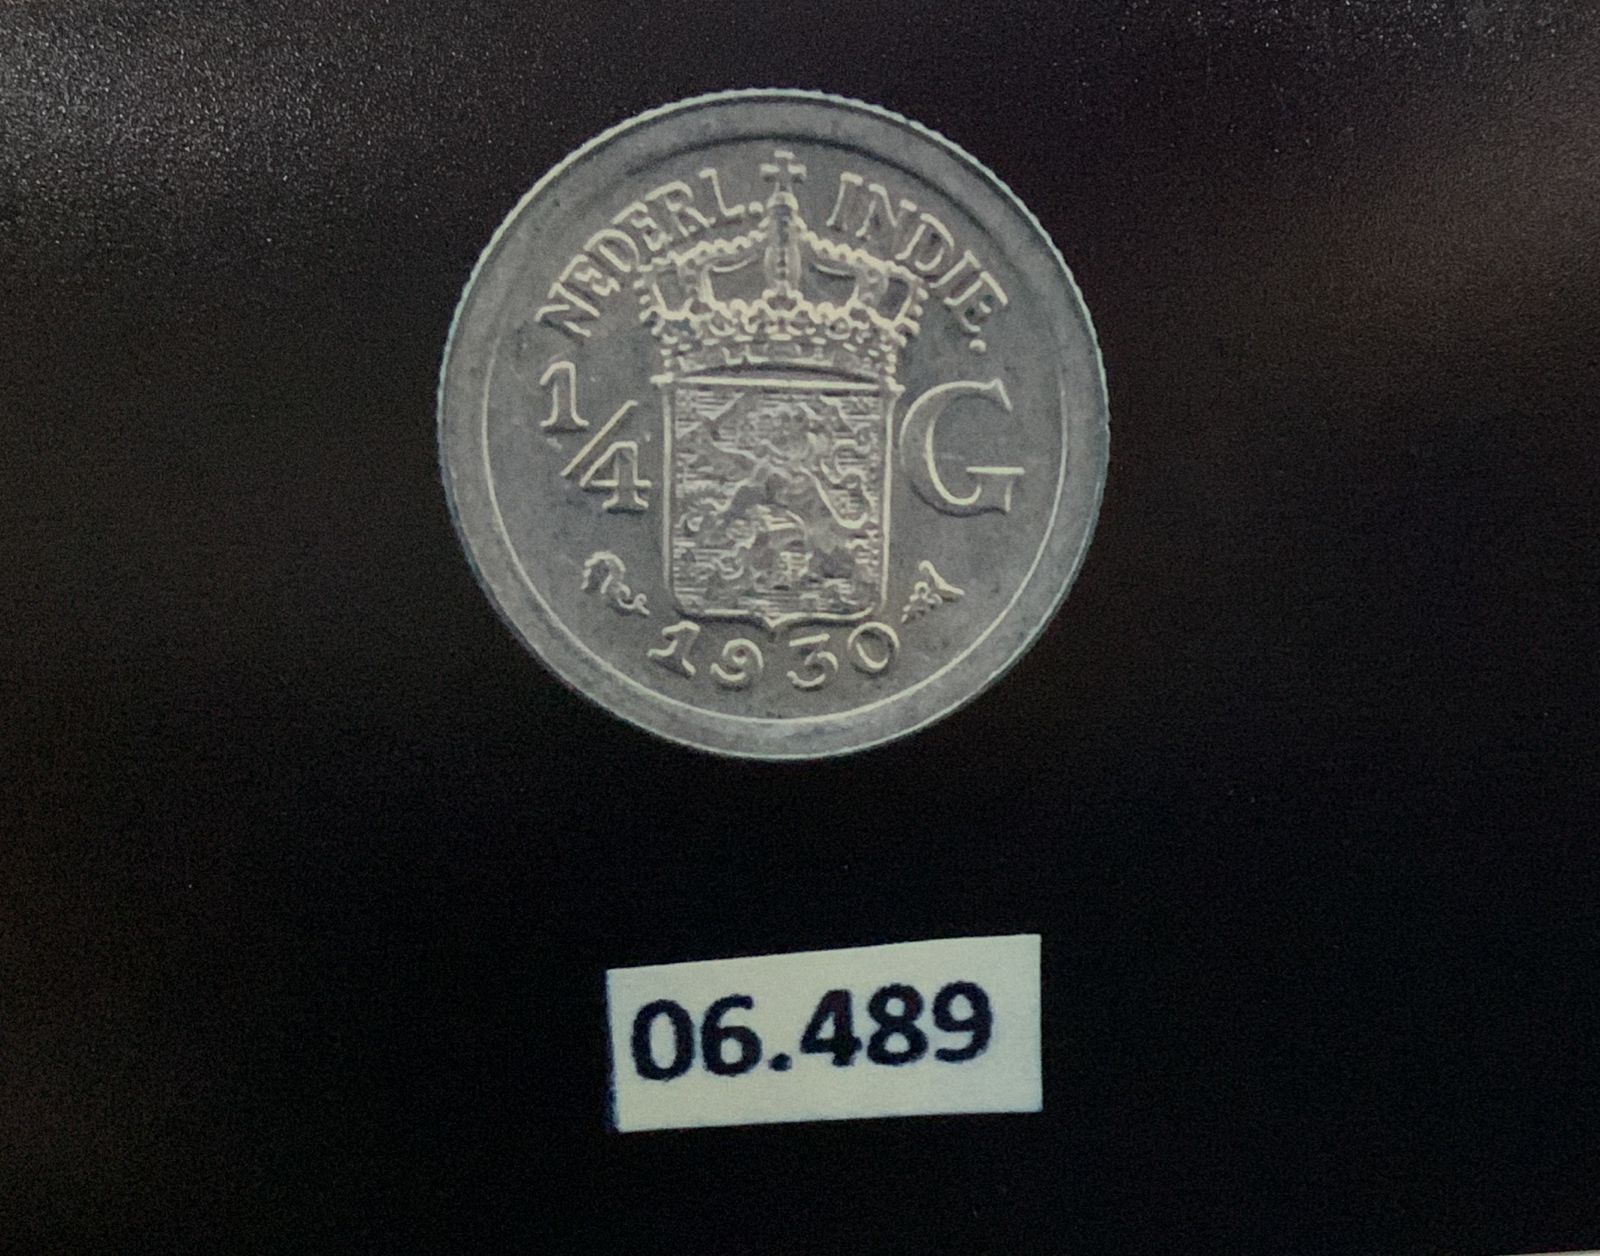 NEDERL. INDIE.
1/4 G
1930
06.489